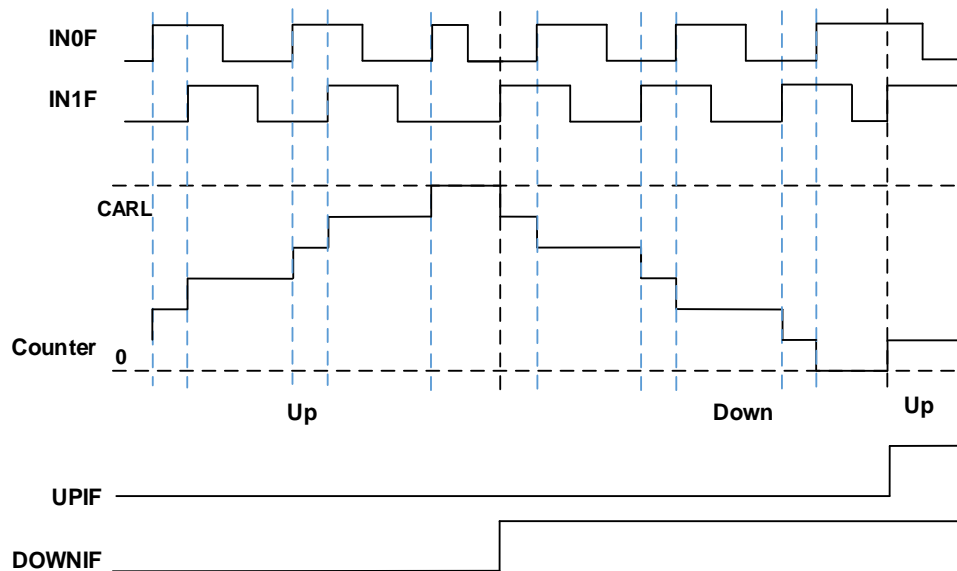 IN0F
IN1F
CARL
Counter 0
Up Down Up
UPIF
DOWNIF